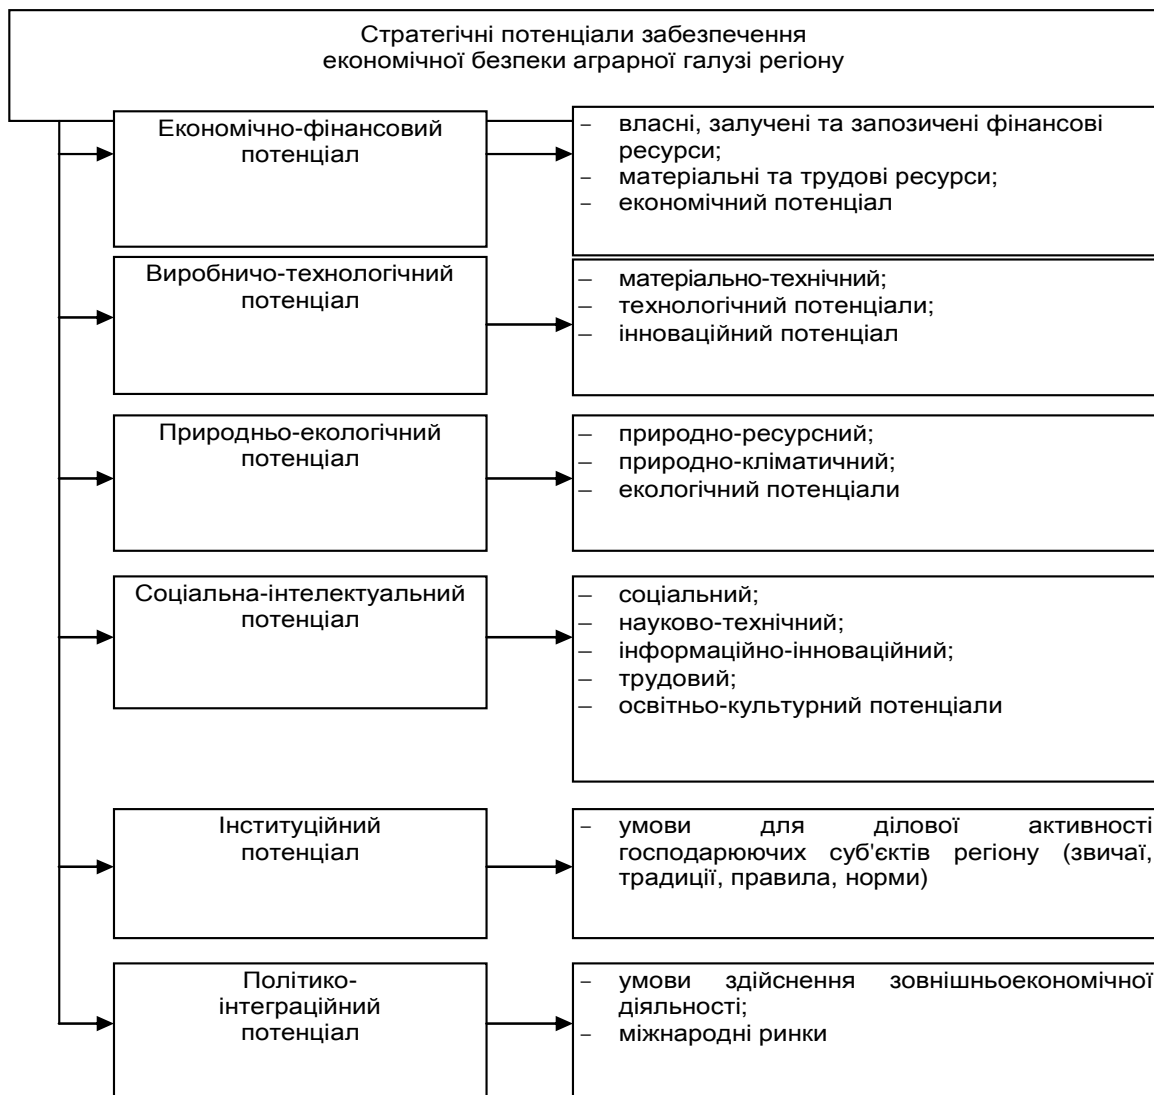 Стратегічні потенціали забезпечення
економічної безпеки аграрної галузі регіону
Економічно-фінансовий
потенціал
– власні, залучені та запозичені фінансові
ресурси;
– матеріальні та трудові ресурси;
– економічний потенціал
Виробничо-технологічний
потенціал
– матеріально-технічний;
– технологічний потенціали;
– інноваційний потенціал
Природньо-екологічний
потенціал
– природно-ресурсний;
– природно-кліматичний;
– екологічний потенціали
Соціальна-інтелектуальний
потенціал
– соціальний;
– науково-технічний;
– інформаційно-інноваційний;
– трудовий;
– освітньо-культурний потенціали
Інституційний
потенціал
– умови для ділової активності
господарюючих суб'єктів регіону (звичаї,
традиції, правила, норми)
Політико-
інтеграційний
потенціал
– умови здійснення зовнішньоекономічної
діяльності;
– міжнародні ринки